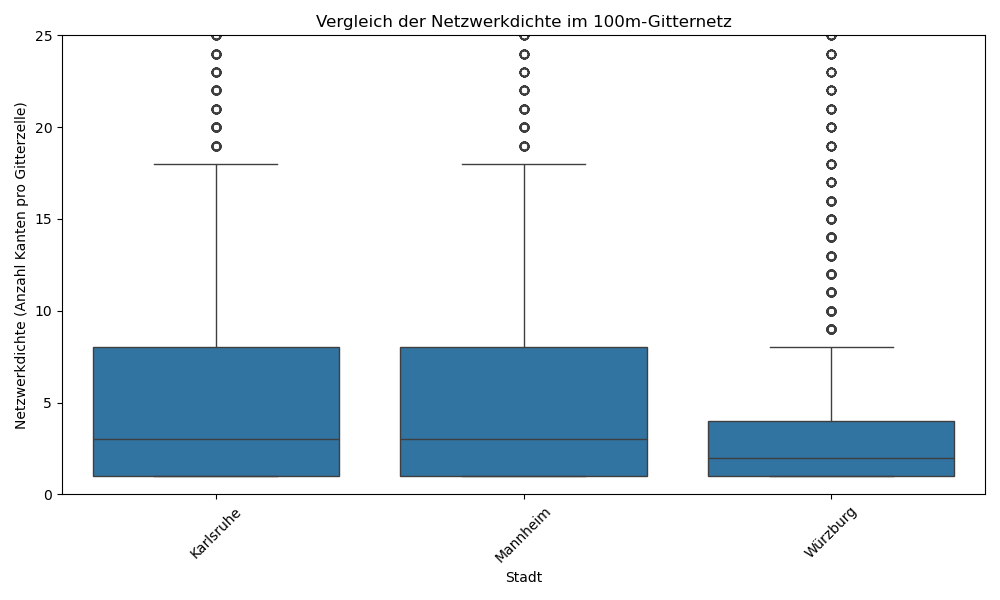 Vergleich der Netzwerkdichte im 100m-Gitternetz
Netzwerkdichte (Anzahl Kanten pro Gitterzelle)
25
20
15
10
5
0
Karlsruhe
Mannheim
Würzburg
Stadt